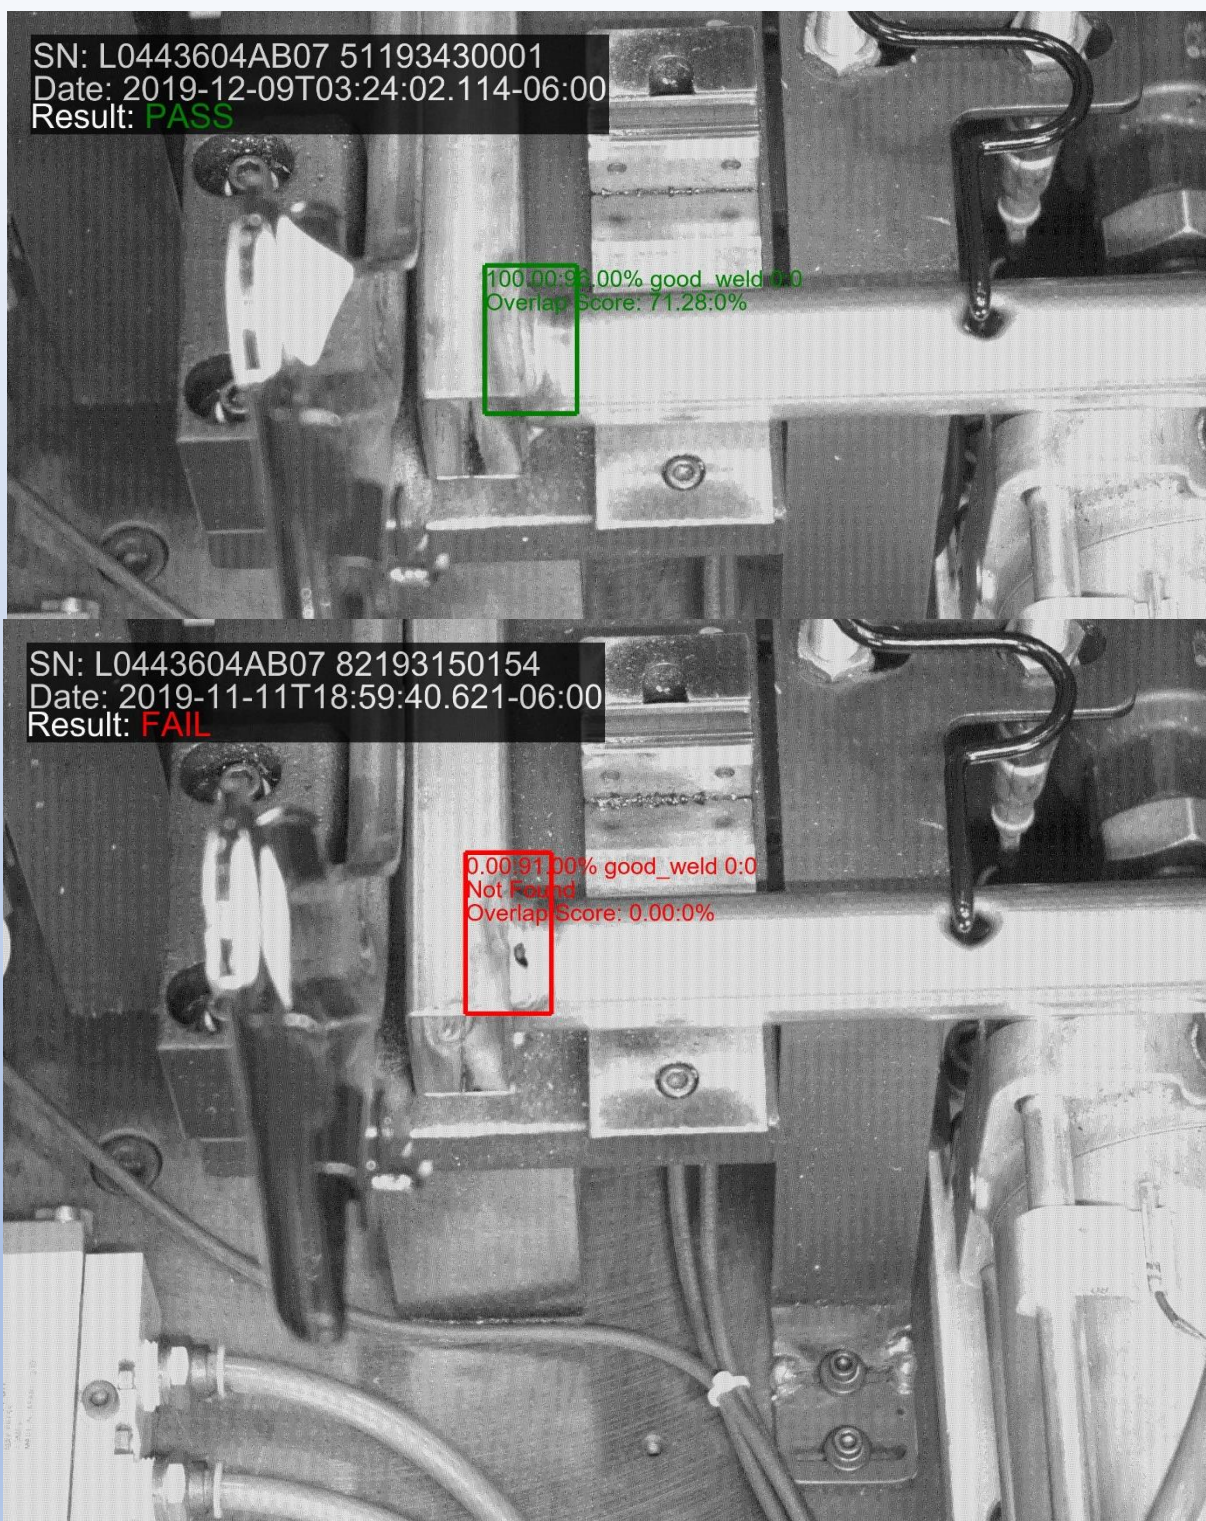 SN: L0443604AB07 51193430001
Date: 2019-12-09T03:24:02.114-06:00
Result: PASS
100.00:96.00% good_weld 0:0
Overlap Score: 71.28:0%
SN: L0443604AB07 82193150154
Date: 2019-11-11T18:59:40.621-06:00
Result: FAIL
0.00:91.00% good_weld 0:0
Not Found
Overlap Score: 0.00:0%